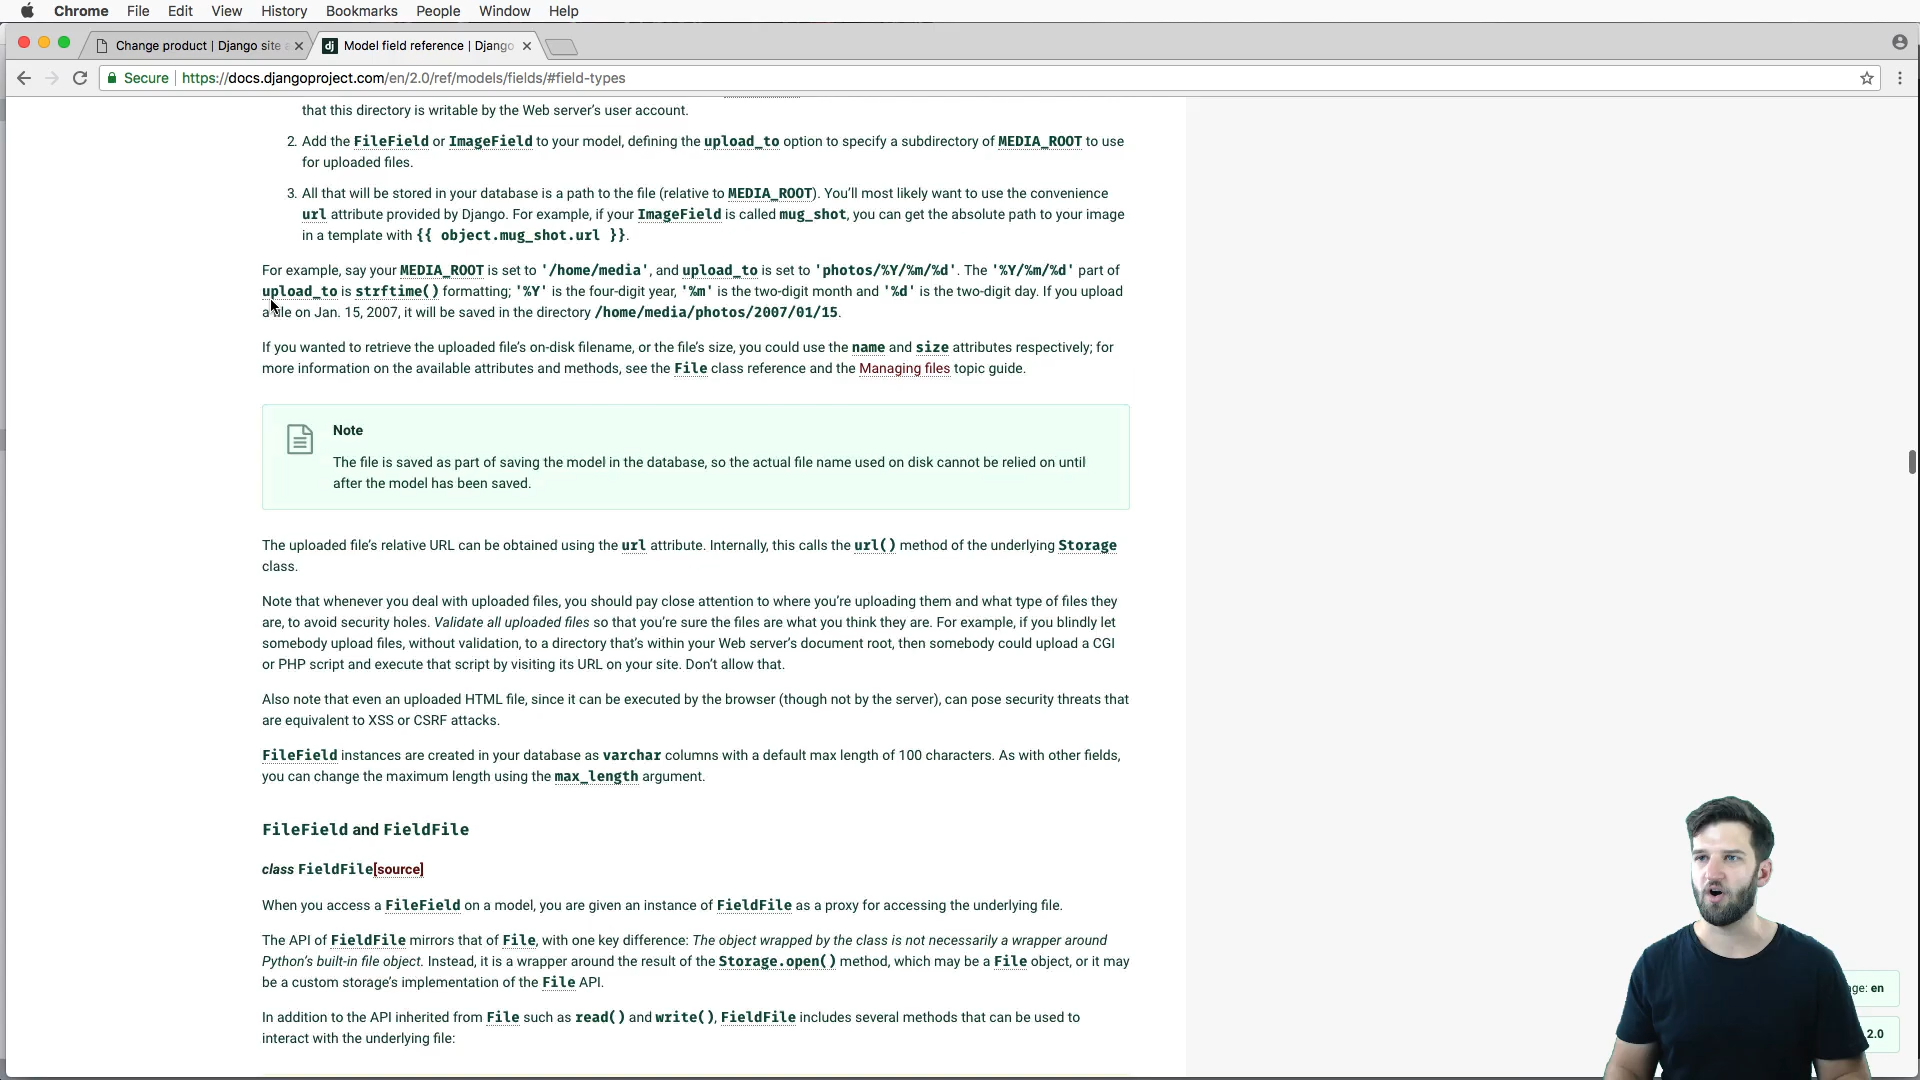 Chrome File Edit View History Bookmarks People Window Help
Change product | Django site
Model field reference | Django
Secure https://docs.djangoproject.com/en/2.0/ref/models/fields/#field-types
that this directory is writable by the Web server's user account.
2. Add the FileField or ImageField to your model, defining the upload_to option to specify a subdirectory of MEDIA_ROOT to use
for uploaded files.
3. All that will be stored in your database is a path to the file (relative to MEDIA_ROOT). You'll most likely want to use the convenience
url attribute provided by Django. For example, if your ImageField is called mug_shot, you can get the absolute path to your image
in a template with {{ object.mug_shot.url }}.
For example, say your MEDIA_ROOT is set to '/home/media', and upload_to is set to 'photos/%Y/%m/%d'. The '%Y/%m/%d' part of
upload_to is strftime() formatting; '%Y' is the four-digit year, '%m' is the two-digit month and '%d' is the two-digit day. If you upload
a file on Jan. 15, 2007, it will be saved in the directory /home/media/photos/2007/01/15.
If you wanted to retrieve the uploaded file's on-disk filename, or the file's size, you could use the name and size attributes respectively; for
more information on the available attributes and methods, see the File class reference and the Managing files topic guide.
Note
The file is saved as part of saving the model in the database, so the actual file name used on disk cannot be relied on until
after the model has been saved.
The uploaded file's relative URL can be obtained using the url attribute. Internally, this calls the url() method of the underlying Storage
class.
Note that whenever you deal with uploaded files, you should pay close attention to where you're uploading them and what type of files they
are, to avoid security holes. Validate all uploaded files so that you're sure the files are what you think they are. For example, if you blindly let
somebody upload files, without validation, to a directory that's within your Web server's document root, then somebody could upload a CGI
or PHP script and execute that script by visiting its URL on your site. Don't allow that.
Also note that even an uploaded HTML file, since it can be executed by the browser (though not by the server), can pose security threats that
are equivalent to XSS or CSRF attacks.
FileField instances are created in your database as varchar columns with a default max length of 100 characters. As with other fields,
you can change the maximum length using the max_length argument.
FileField and FieldFile
class FieldFile[source]
When you access a FileField on a model, you are given an instance of FieldFile as a proxy for accessing the underlying file.
The API of FieldFile mirrors that of File, with one key difference: The object wrapped by the class is not necessarily a wrapper around
Python's built-in file object. Instead, it is a wrapper around the result of the Storage.open() method, which may be a File object, or it may
be a custom storage's implementation of the File API.
In addition to the API inherited from File such as read() and write(), FieldFile includes several methods that can be used to
interact with the underlying file:
en
2.0